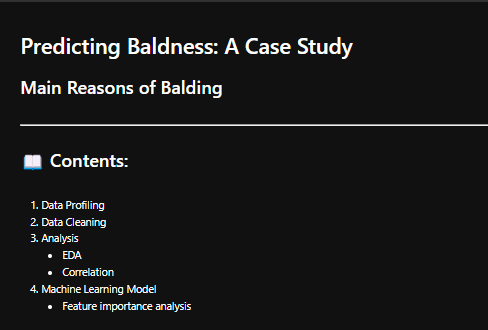 Predicting Baldness: A Case Study
Main Reasons of Balding
📖 Contents:
1. Data Profiling
2. Data Cleaning
3. Analysis
• EDA
• Correlation
4. Machine Learning Model
• Feature importance analysis